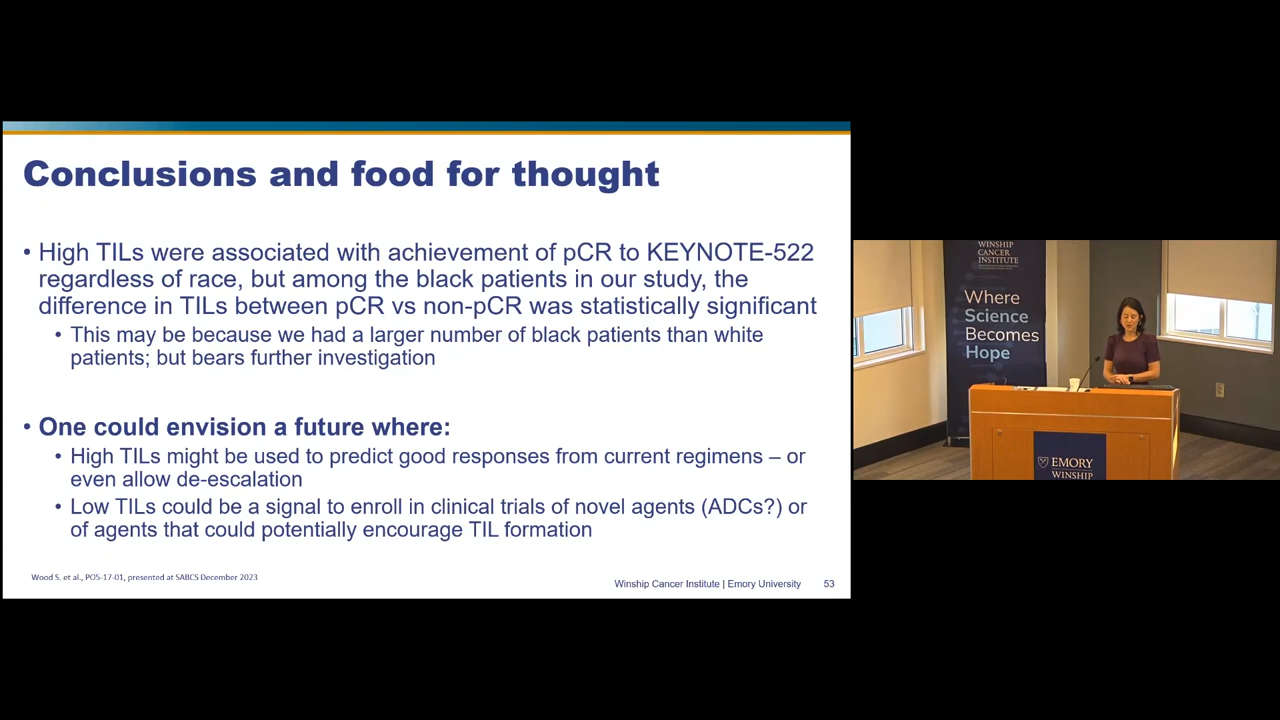 Conclusions and food for thought
• High TILs were associated with achievement of pCR to KEYNOTE-522
regardless of race, but among the black patients in our study, the
difference in TILs between pCR vs non-pCR was statistically significant
• This may be because we had a larger number of black patients than white
patients; but bears further investigation
• One could envision a future where:
• High TILs might be used to predict good responses from current regimens – or
even allow de-escalation
• Low TILs could be a signal to enroll in clinical trials of novel agents (ADCs?) or
of agents that could potentially encourage TIL formation
Wood S. et al., PO5-17-01, presented at SABCS December 2023
Winship Cancer Institute | Emory University 53
WINSHIP
CANCER
INSTITUTE
Where
Science
Becomes
Hope
EMORY
WINSHIP